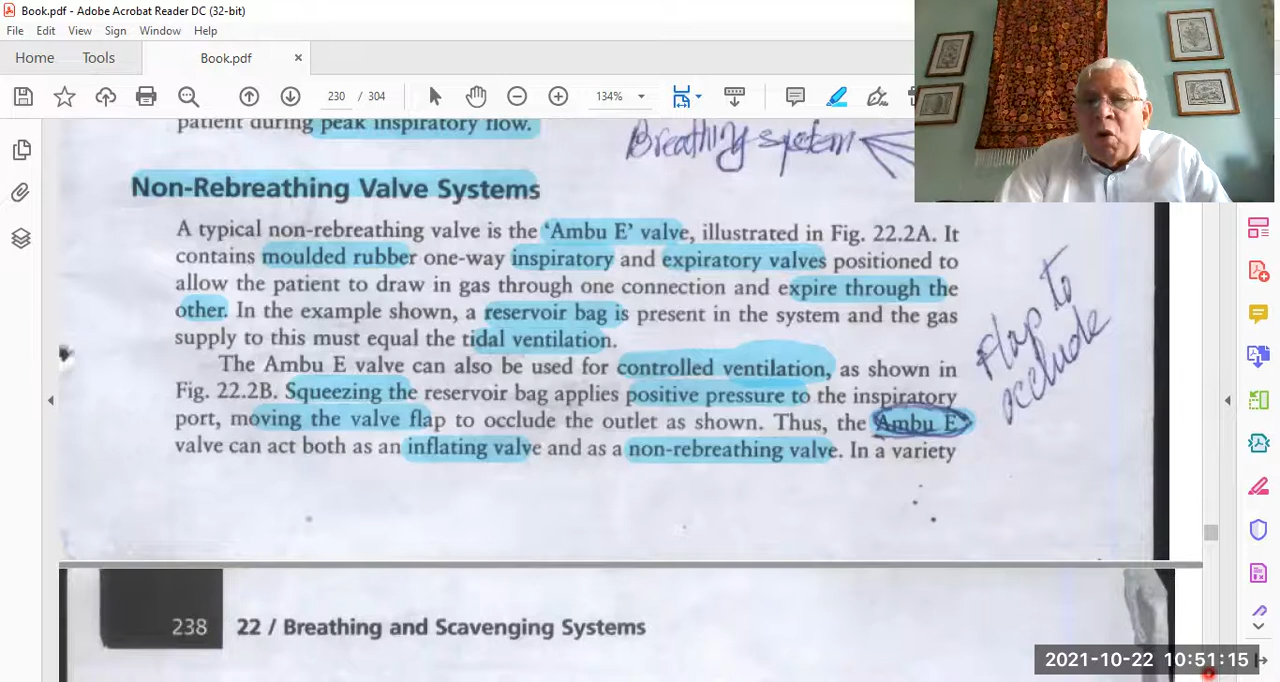 Book.pdf - Adobe Acrobat Reader DC (32-bit)
File Edit View Sign Window Help
Home Tools Book.pdf ×
230 / 304 134%
patient during peak inspiratory flow.
Breathing system
Non-Rebreathing Valve Systems
A typical non-rebreathing valve is the ‘Ambu E’ valve, illustrated in Fig. 22.2A. It
contains moulded rubber one-way inspiratory and expiratory valves positioned to
allow the patient to draw in gas through one connection and expire through the
other. In the example shown, a reservoir bag is present in the system and the gas
supply to this must equal the tidal ventilation.
The Ambu E valve can also be used for controlled ventilation, as shown in
Fig. 22.2B. Squeezing the reservoir bag applies positive pressure to the inspiratory
port, moving the valve flap to occlude the outlet as shown. Thus, the Ambu E
valve can act both as an inflating valve and as a non-rebreathing valve. In a variety
Flap to
occlude
238 22 / Breathing and Scavenging Systems
2021-10-22 10:51:15